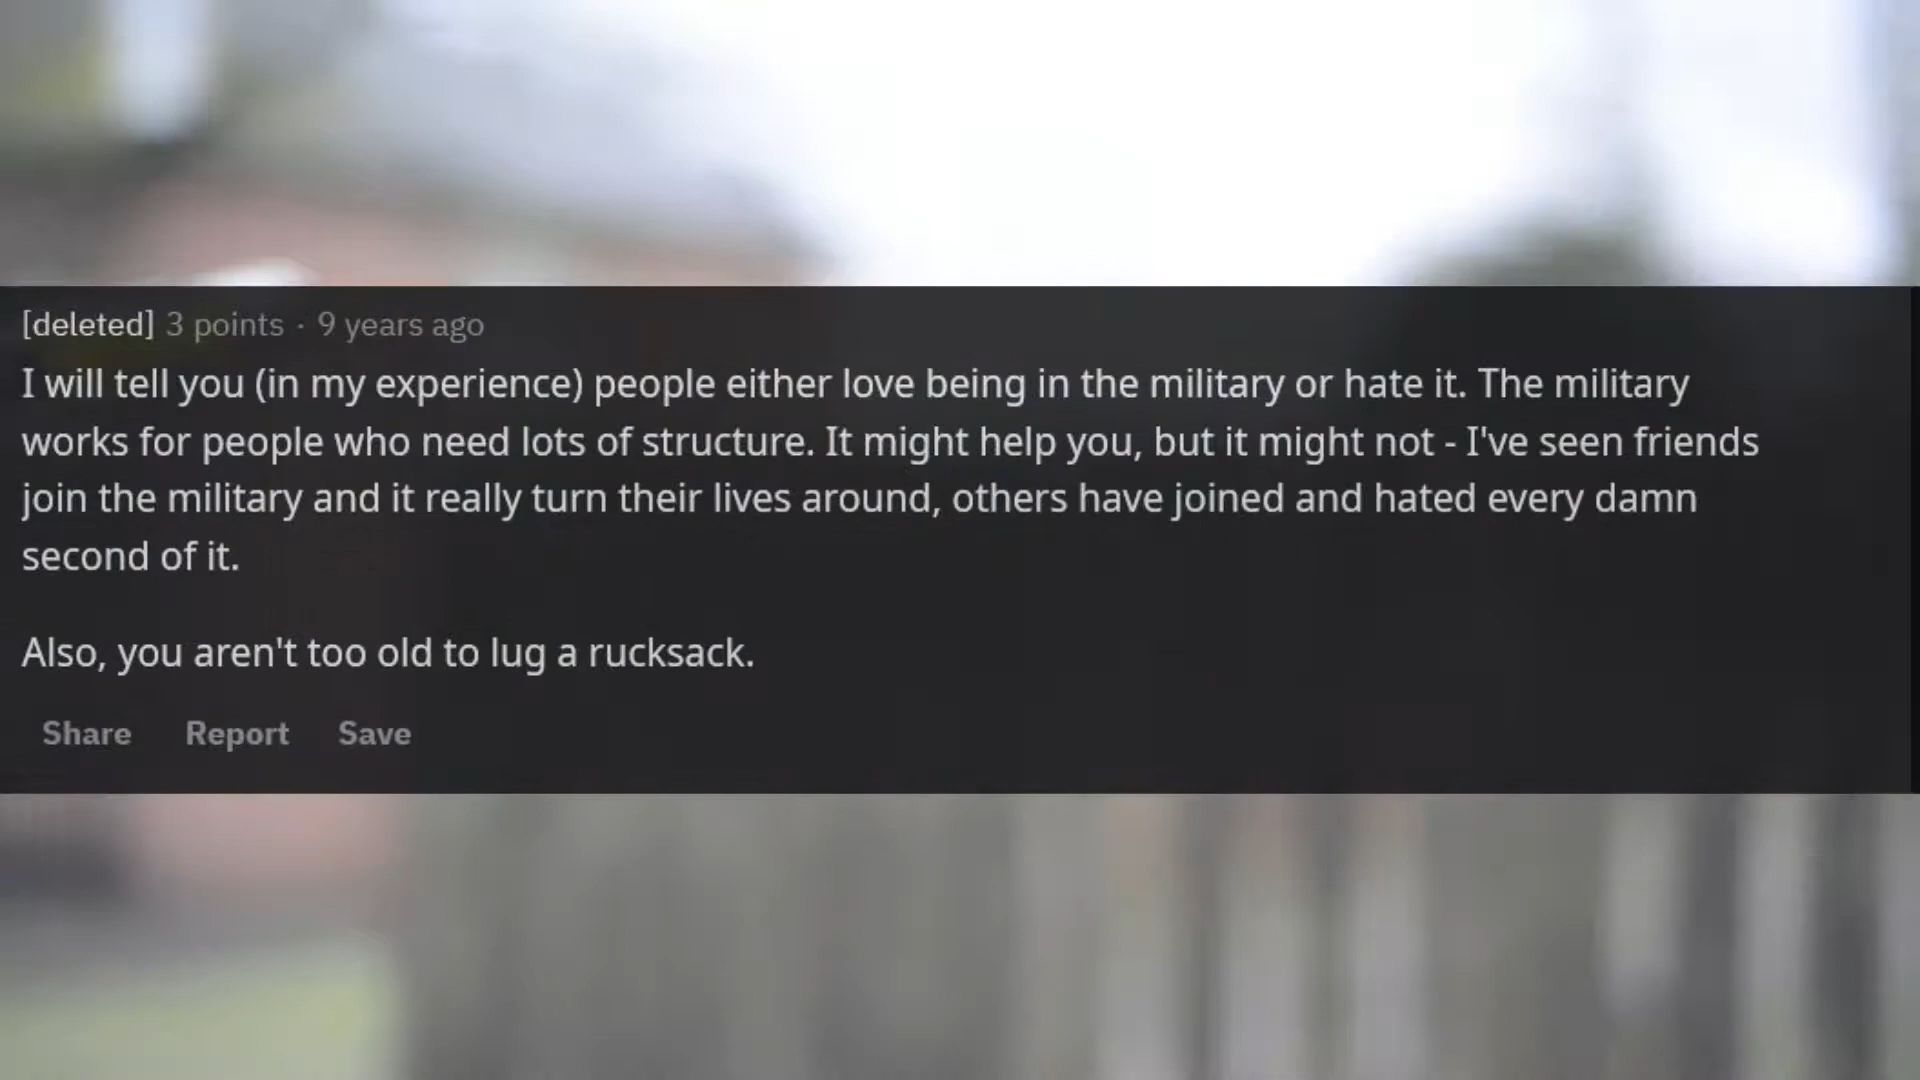 [deleted] 3 points · 9 years ago
I will tell you (in my experience) people either love being in the military or hate it. The military
works for people who need lots of structure. It might help you, but it might not - I've seen friends
join the military and it really turn their lives around, others have joined and hated every damn
second of it.
Also, you aren't too old to lug a rucksack.
Share Report Save